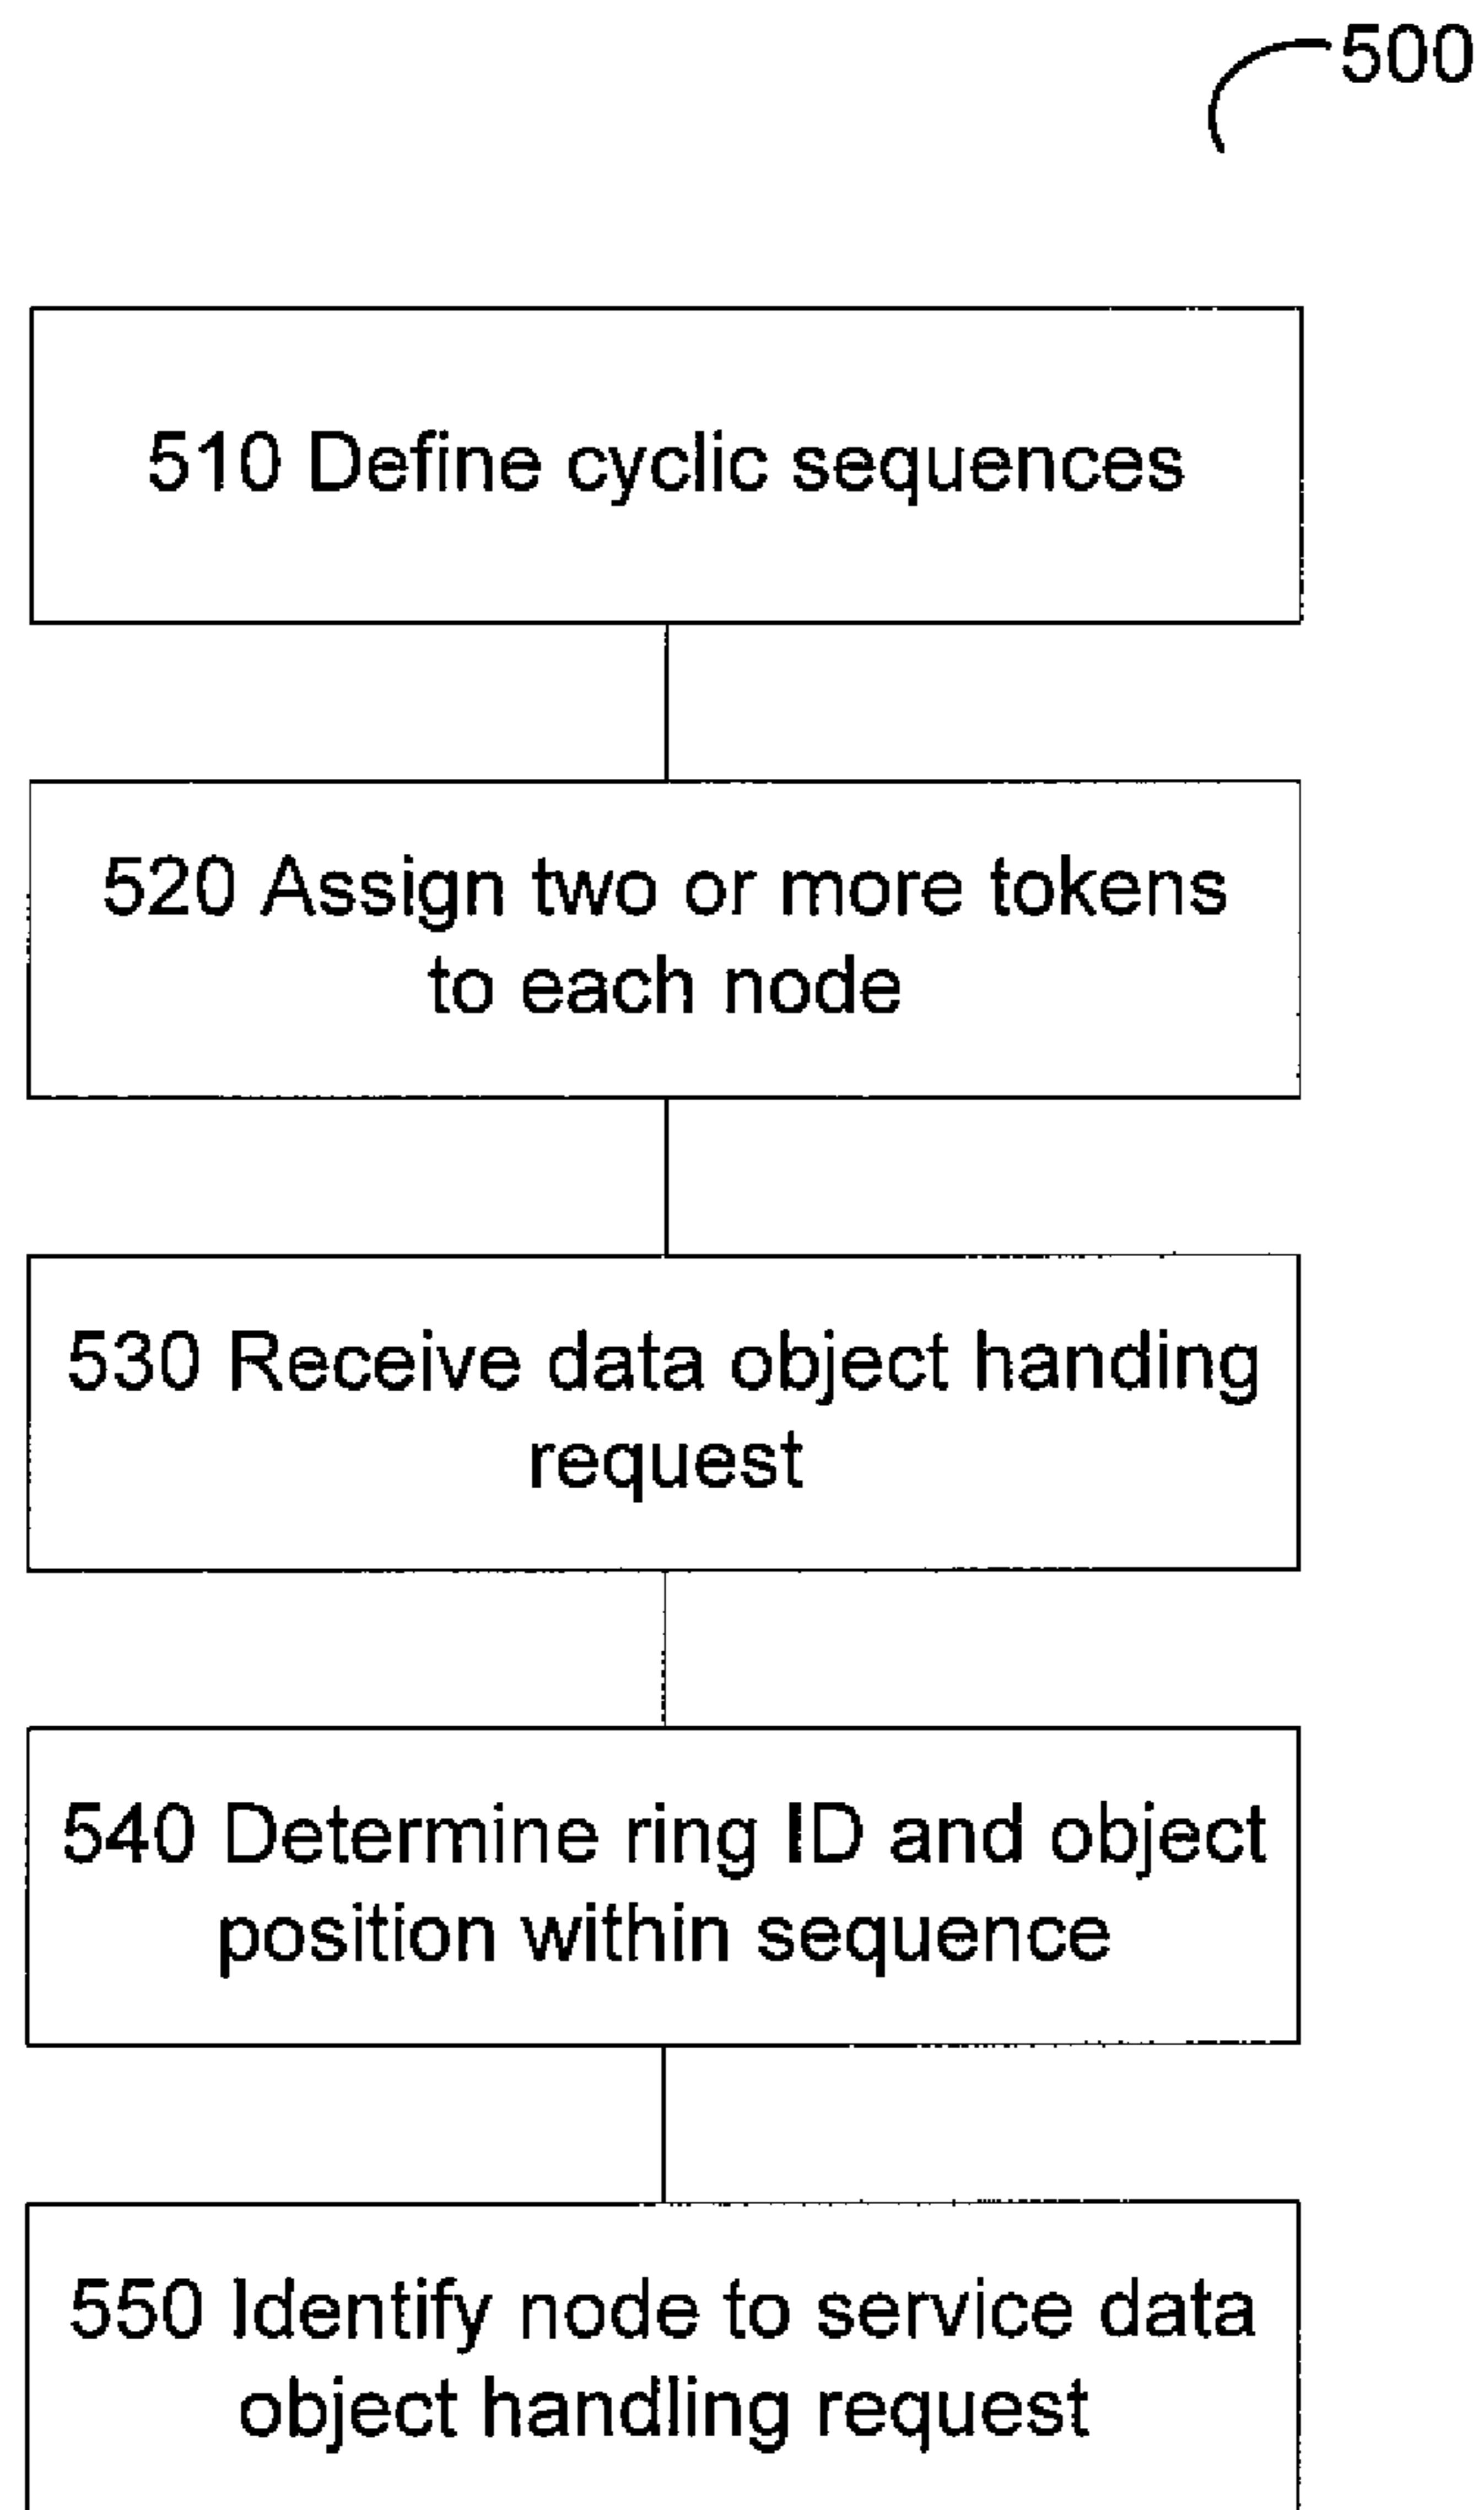 500
510 Define cyclic sequences
520 Assign two or more tokens
to each node
530 Receive data object handing
request
540 Determine ring ID and object
position within sequence
550 Identify node to service data
object handling request